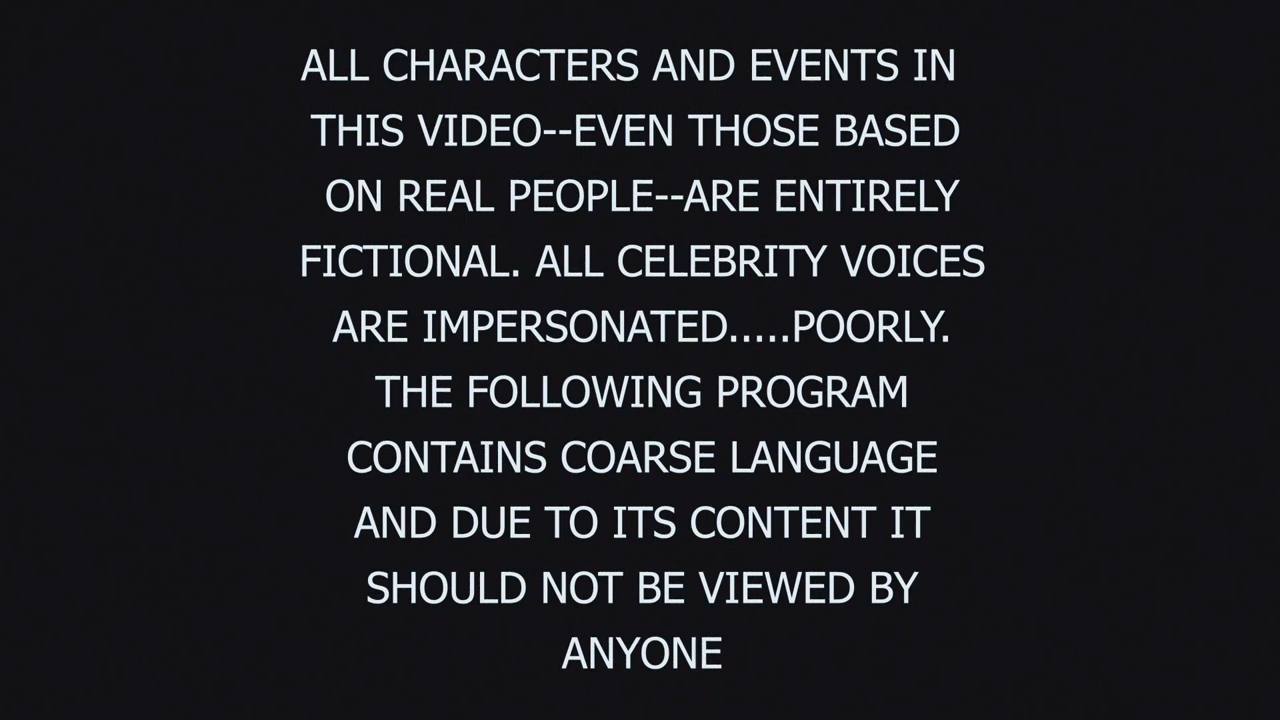 ALL CHARACTERS AND EVENTS IN
THIS VIDEO--EVEN THOSE BASED
ON REAL PEOPLE--ARE ENTIRELY
FICTIONAL. ALL CELEBRITY VOICES
ARE IMPERSONATED.....POORLY.
THE FOLLOWING PROGRAM
CONTAINS COARSE LANGUAGE
AND DUE TO ITS CONTENT IT
SHOULD NOT BE VIEWED BY
ANYONE